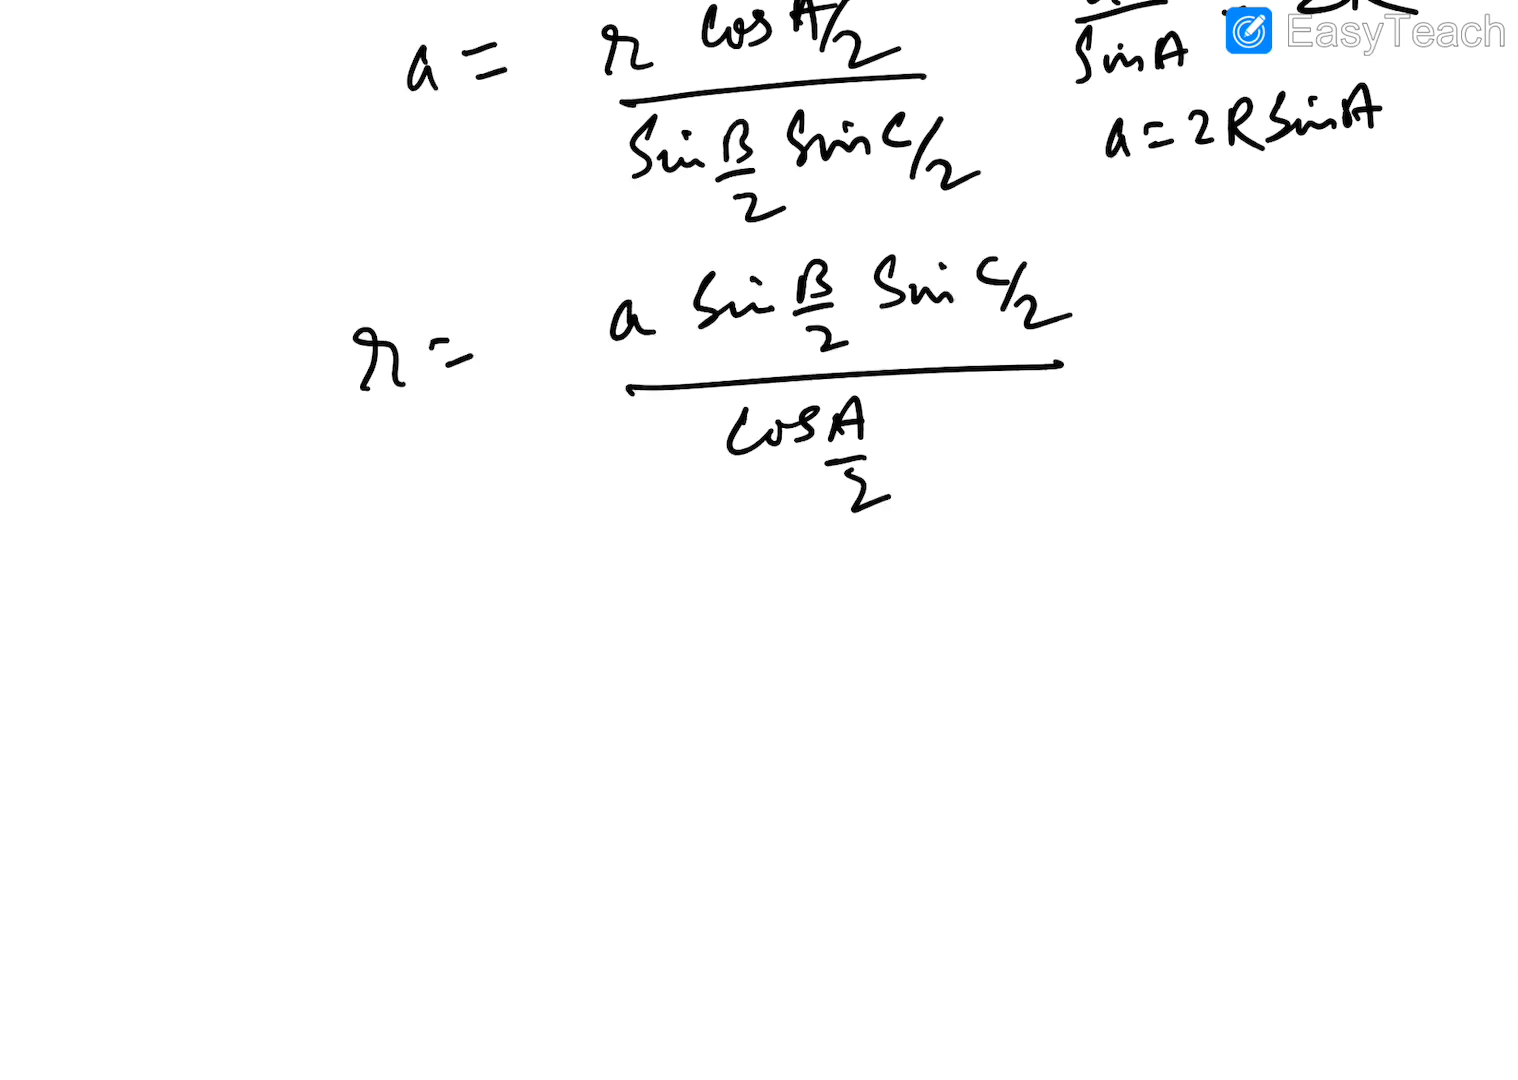 a = r cos A/2 / Sin B/2 Sin C/2
/ Sin A
EasyTeach
a = 2R Sin A
r = a Sin B/2 Sin C/2 / cos A/2